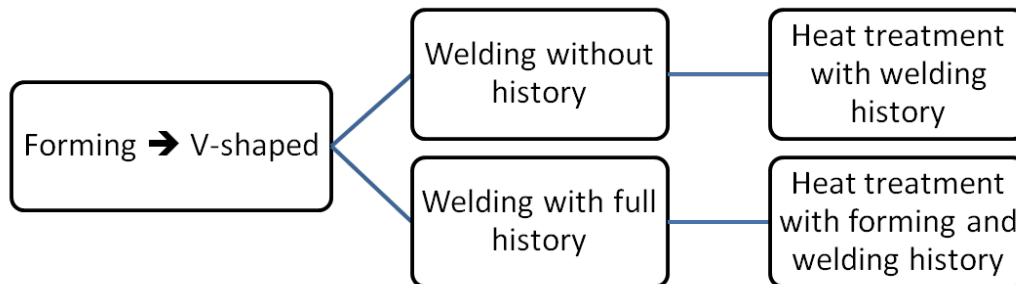 Forming ➔ V-shaped
Welding without
history
Heat treatment
with welding
history
Welding with full
history
Heat treatment
with forming and
welding history